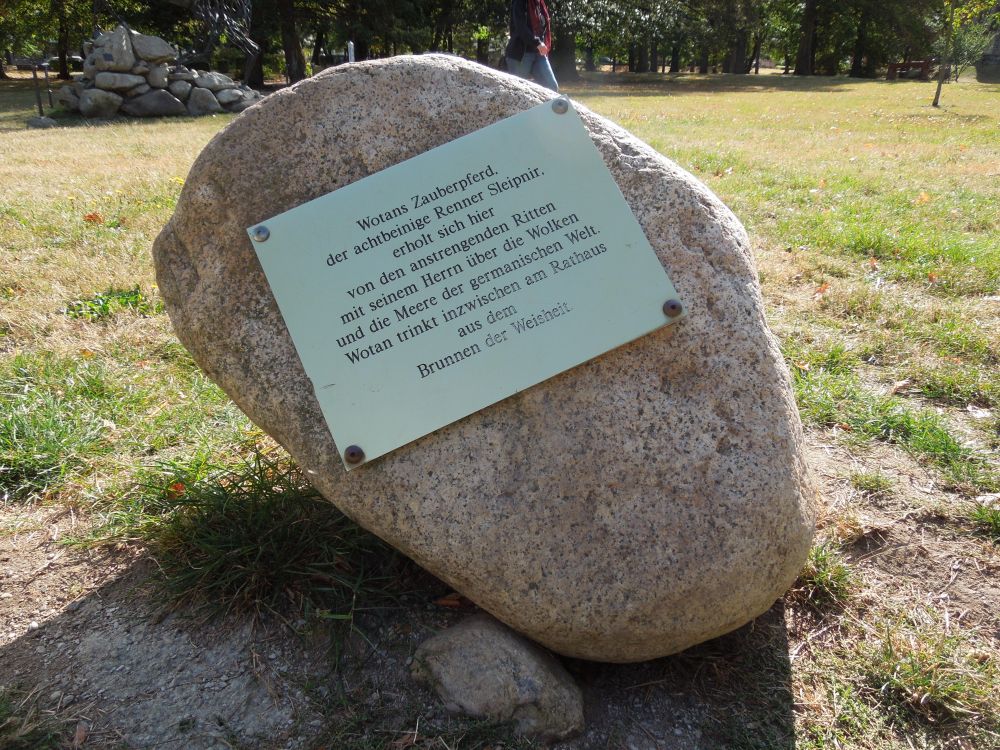 Wotans Zauberpferd,
der achtbeinige Renner Sleipnir,
erholt sich hier
von den anstrengenden Ritten
mit seinem Herrn über die Wolken
und die Meere der germanischen Welt.
Wotan trinkt inzwischen am Rathaus
aus dem
Brunnen der Weisheit.